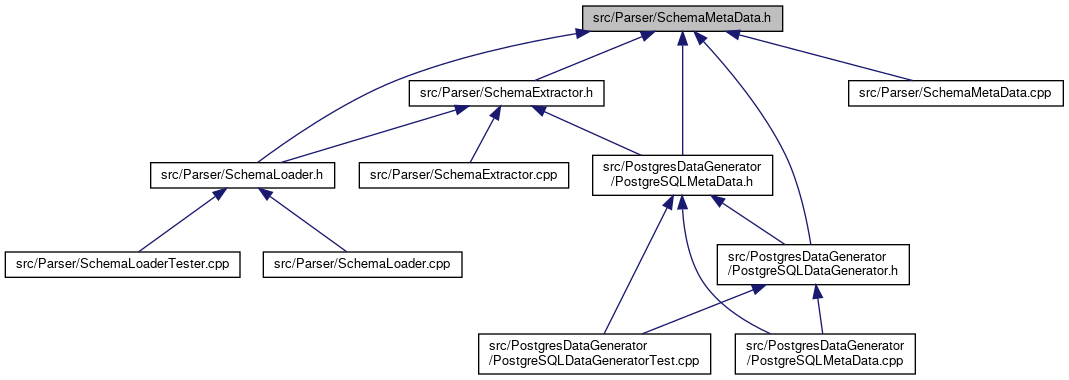 src/Parser/SchemaMetaData.h
src/Parser/SchemaExtractor.h
src/Parser/SchemaMetaData.cpp
src/Parser/SchemaLoader.h
src/Parser/SchemaExtractor.cpp
src/PostgresDataGenerator
/PostgreSQLMetaData.h
src/Parser/SchemaLoaderTester.cpp
src/Parser/SchemaLoader.cpp
src/PostgresDataGenerator
/PostgreSQLDataGenerator.h
src/PostgresDataGenerator
/PostgreSQLDataGeneratorTest.cpp
src/PostgresDataGenerator
/PostgreSQLMetaData.cpp